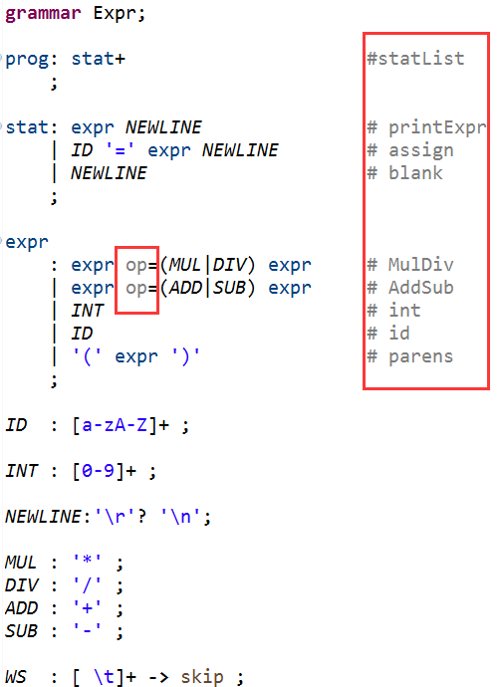 grammar Expr;
prog: stat+ #statList
;
stat: expr NEWLINE # printExpr
| ID '=' expr NEWLINE # assign
| NEWLINE # blank
;
expr
: expr op=(MUL|DIV) expr # MulDiv
| expr op=(ADD|SUB) expr # AddSub
| INT # int
| ID # id
| '(' expr ')' # parens
;
ID : [a-zA-Z]+ ;
INT : [0-9]+ ;
NEWLINE:'\r'? '\n';
MUL : '*' ;
DIV : '/' ;
ADD : '+' ;
SUB : '-' ;
WS : [ \t]+ -> skip ;